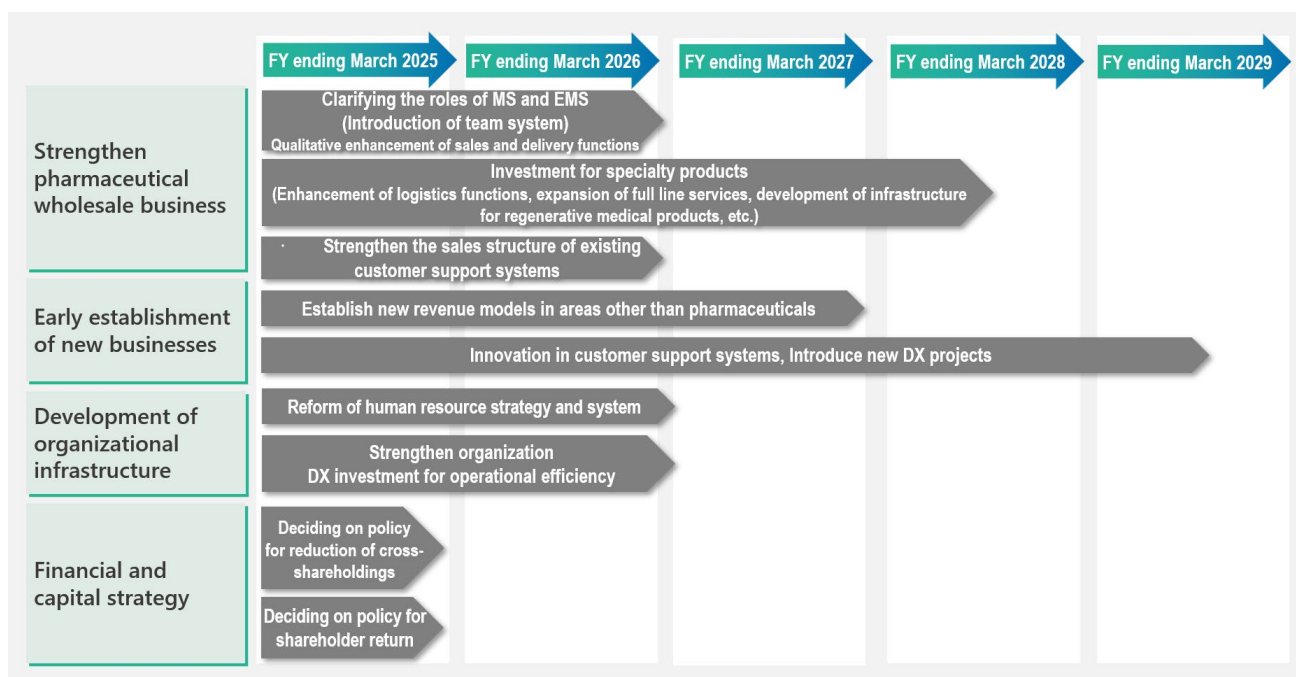 FY ending March 2025
FY ending March 2026
FY ending March 2027
FY ending March 2028
FY ending March 2029
Strengthen
pharmaceutical
wholesale business
Clarifying the roles of MS and EMS
(Introduction of team system)
Qualitative enhancement of sales and delivery functions
Investment for specialty products
(Enhancement of logistics functions, expansion of full line services, development of infrastructure
for regenerative medical products, etc.)
· Strengthen the sales structure of existing
customer support systems
Early establishment
of new businesses
Establish new revenue models in areas other than pharmaceuticals
Innovation in customer support systems, Introduce new DX projects
Development of
organizational
infrastructure
Reform of human resource strategy and system
Strengthen organization
DX investment for operational efficiency
Financial and
capital strategy
Deciding on policy
for reduction of cross-
shareholdings
Deciding on policy for
shareholder return